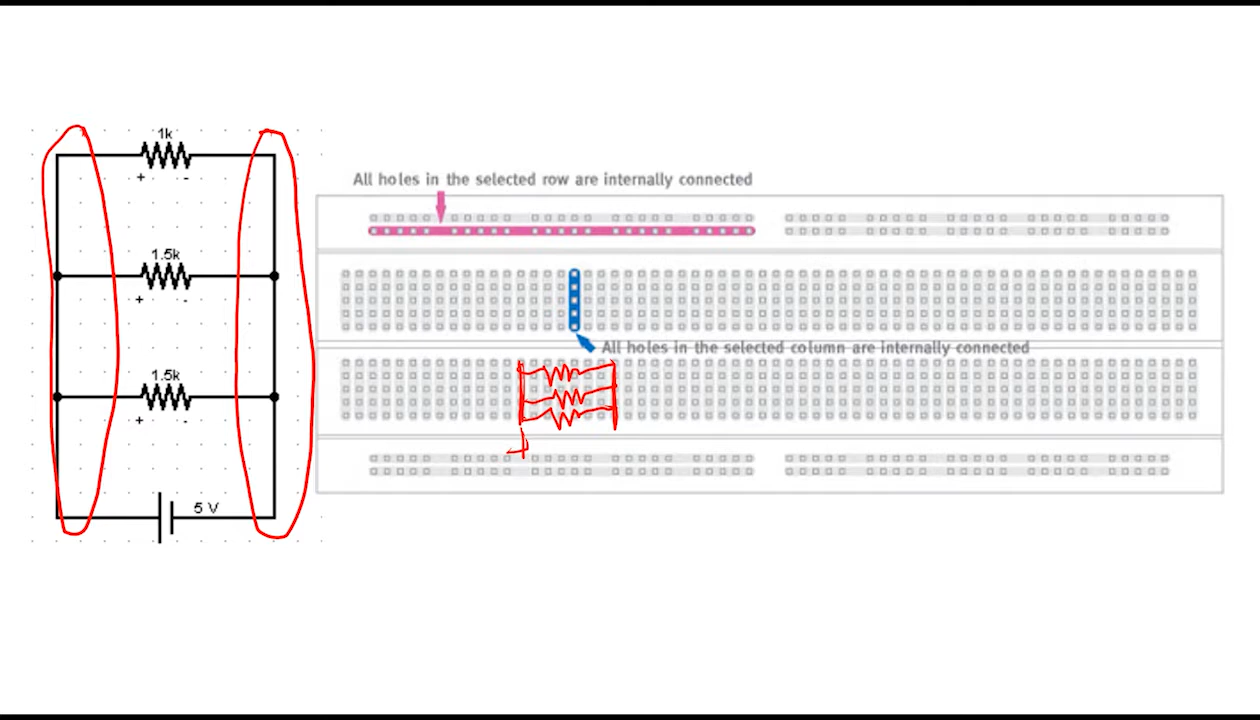 1k
+ -
All holes in the selected row are internally connected
1.5k
+ -
All holes in the selected column are internally connected
1.5k
+ -
5 V